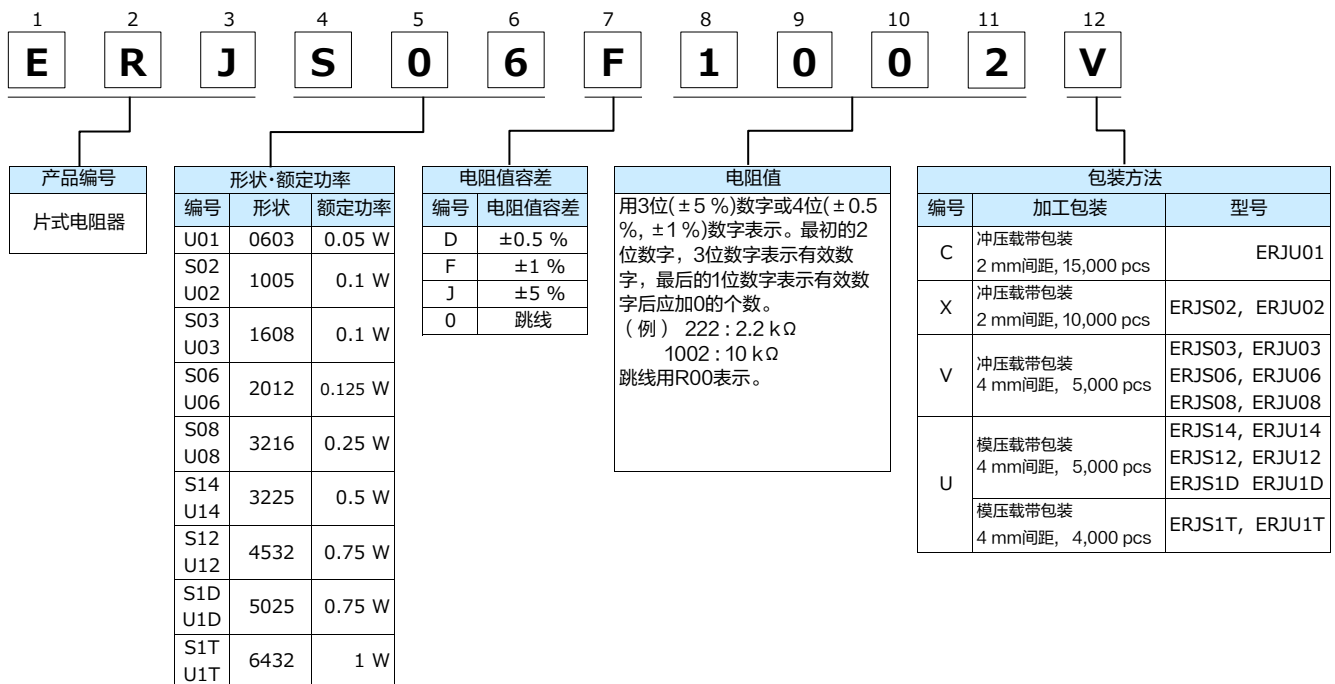 1 2 3 4 5 6 7 8 9 10 11 12
E R J S 0 6 F 1 0 0 2 V
产品编号
片式电阻器
形状·额定功率
编号 形状 额定功率
U01 0603 0.05 W
S02
U02
1005 0.1 W
S03
U03
1608 0.1 W
S06
U06
2012 0.125 W
S08
U08
3216 0.25 W
S14
U14
3225 0.5 W
S12
U12
4532 0.75 W
S1D
U1D
5025 0.75 W
S1T
U1T
6432 1 W
电阻值容差
编号 电阻值容差
D ±0.5 %
F ±1 %
J ±5 %
0 跳线
电阻值
用3位(±5 %)数字或4位(±0.5
%, ±1 %)数字表示。最初的2
位数字，3位数字表示有效数
字，最后的1位数字表示有效数
字后应加0的个数。
（例） 222 : 2.2 kΩ
1002 : 10 kΩ
跳线用R00表示。
包装方法
编号 加工包装 型号
C
冲压载带包装
2 mm间距, 15,000 pcs
ERJU01
X
冲压载带包装
2 mm间距, 10,000 pcs
ERJS02, ERJU02
V
冲压载带包装
4 mm间距, 5,000 pcs
ERJS03, ERJU03
ERJS06, ERJU06
ERJS08, ERJU08
U
模压载带包装
4 mm间距, 5,000 pcs
ERJS14, ERJU14
ERJS12, ERJU12
ERJS1D ERJU1D
模压载带包装
4 mm间距, 4,000 pcs
ERJS1T, ERJU1T